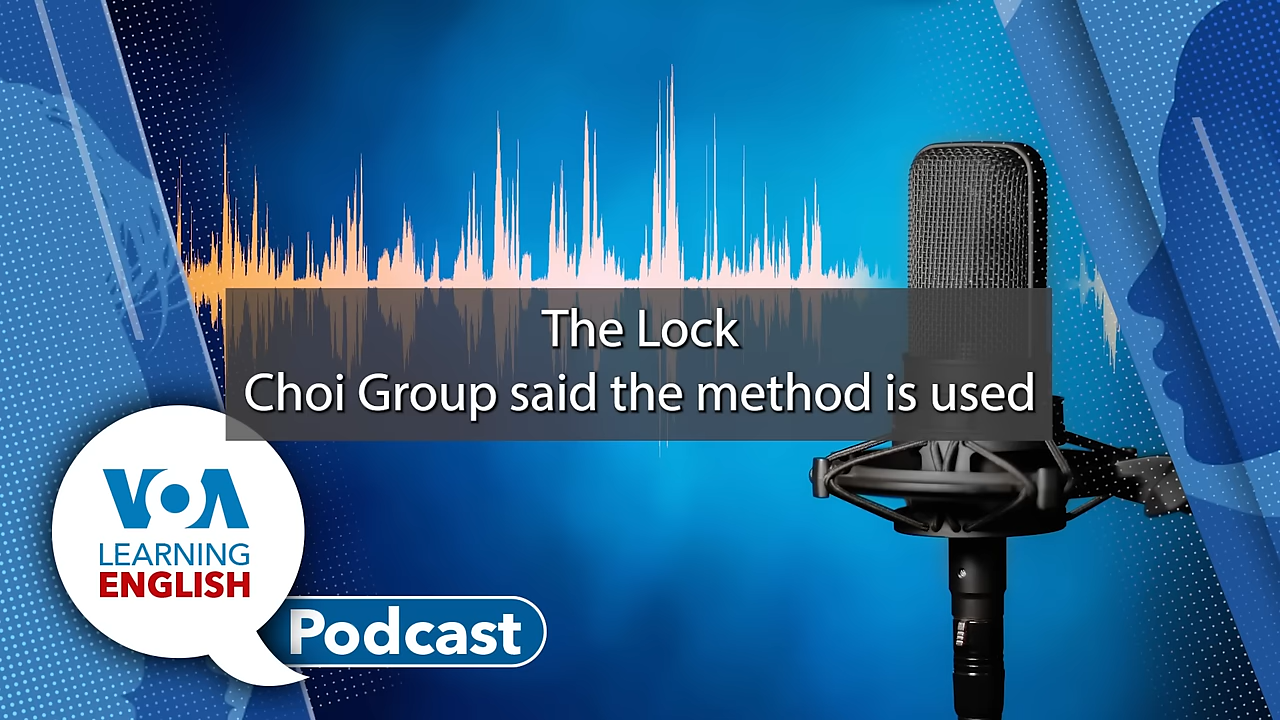 The Lock
Choi Group said the method is used
VOA
LEARNING
ENGLISH
Podcast